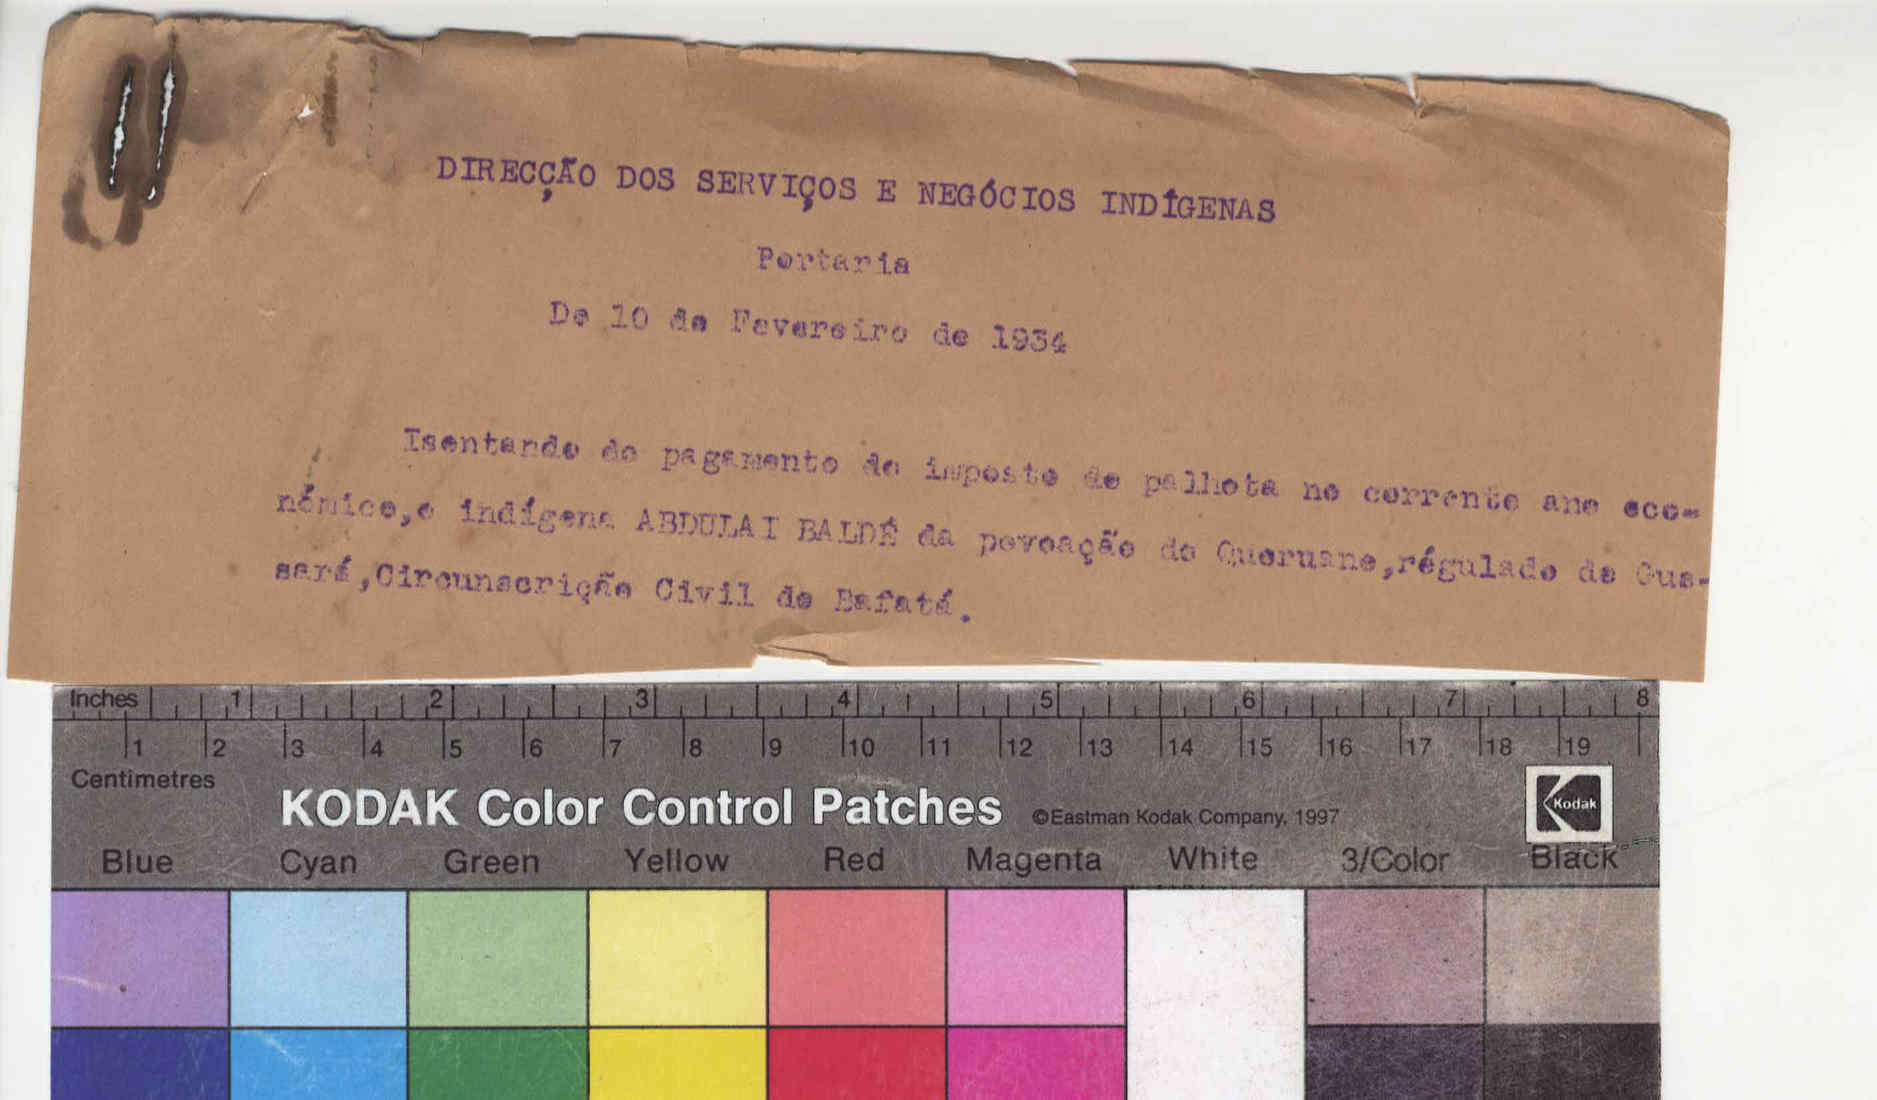 DIRECÇÃO DOS SERVIÇOS E NEGÓCIOS INDÍGENAS
Portaria
De 10 de Fevereiro de 1934
Isentando do pagamento do imposto de palhota no corrente ano eco-
nómico,o indígena ABDULAI BALDÉ da povoação de Queruane,régulado de Gus-
sará,Circunscrição Civil de Bafatá.
Inches 1 2 3 4 5 6 7 8
1 2 3 4 5 6 7 8 9 10 11 12 13 14 15 16 17 18 19
Centimetres
KODAK Color Control Patches ©Eastman Kodak Company, 1997 Kodak
Blue Cyan Green Yellow Red Magenta White 3/Color Black